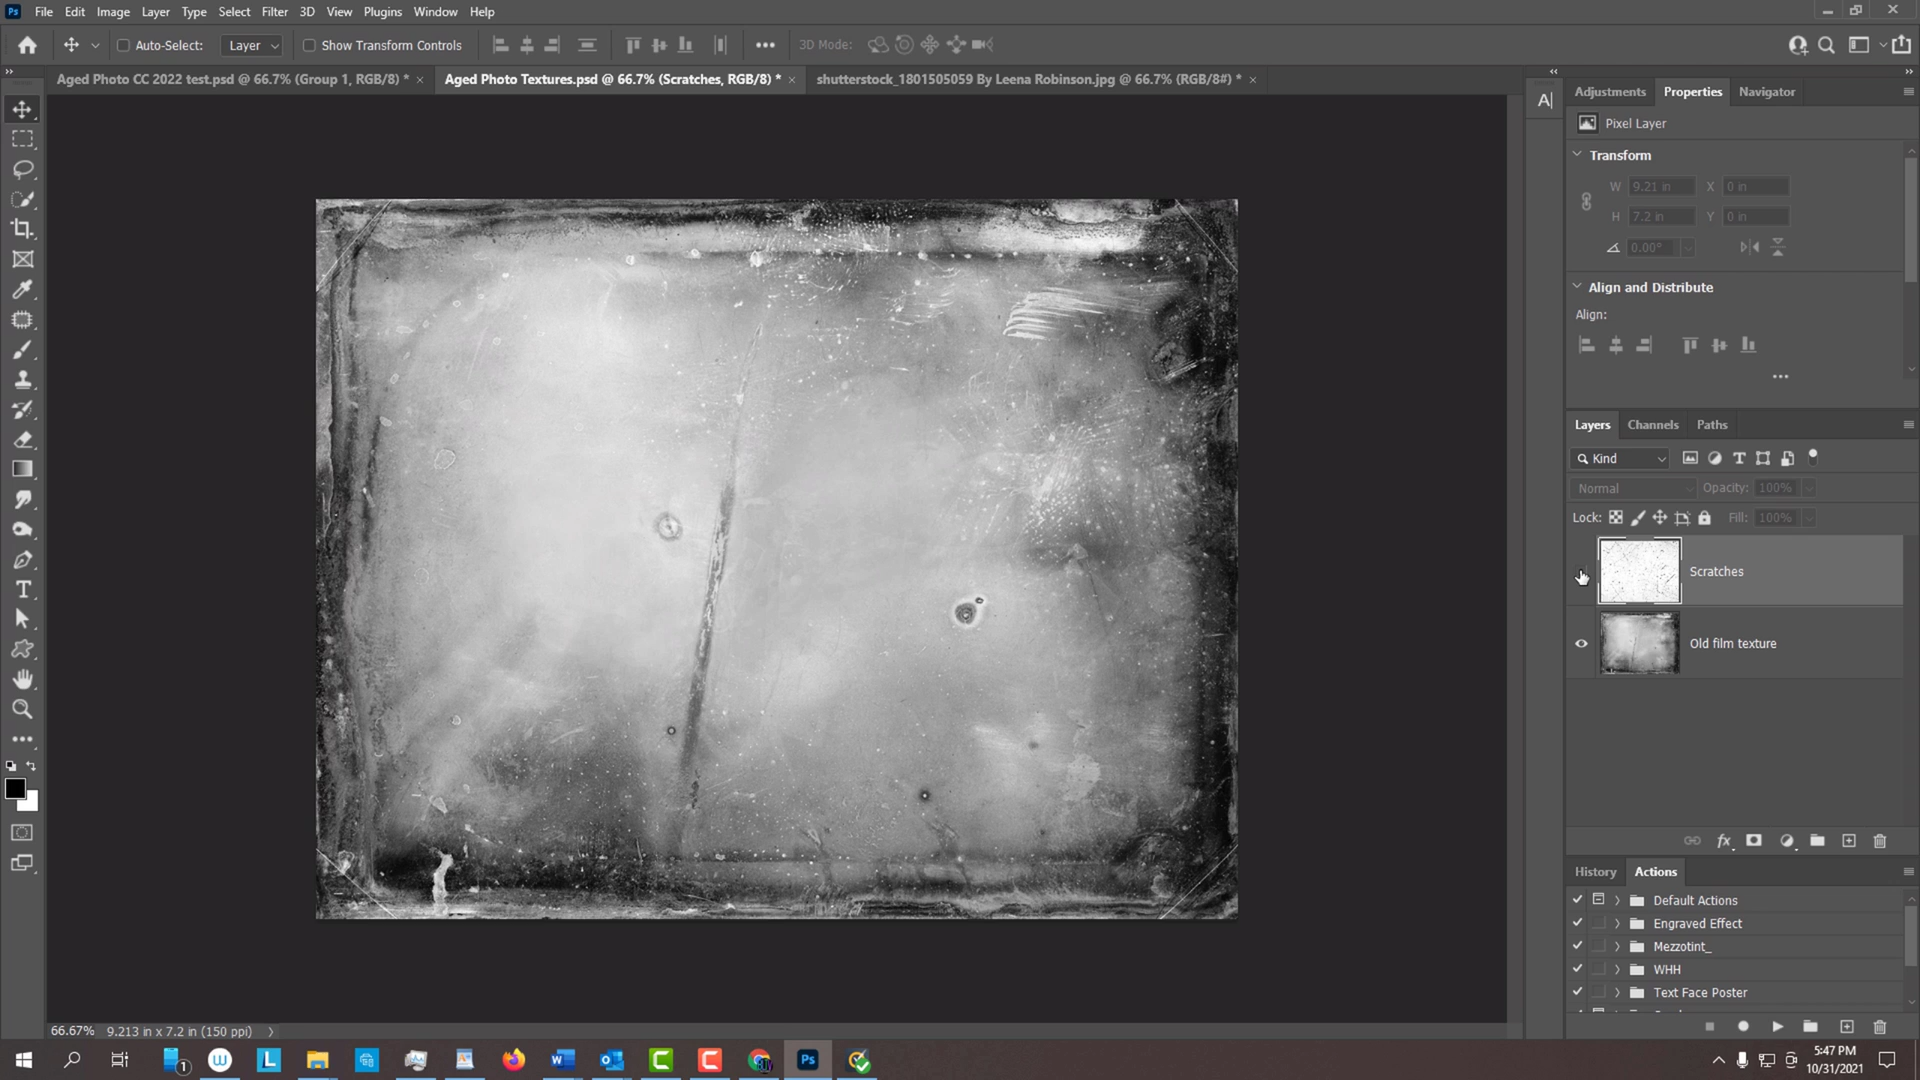 Ps File Edit Image Layer Type Select Filter 3D View Plugins Window Help
Auto-Select: Layer Show Transform Controls 3D Mode:
Aged Photo CC 2022 test.psd @ 66.7% (Group 1, RGB/8) * × Aged Photo Textures.psd @ 66.7% (Scratches, RGB/8) * × shutterstock_1801505059 By Leena Robinson.jpg @ 66.7% (RGB/8#) * ×
Adjustments Properties Navigator
Pixel Layer
Transform
W 9.21 in X 0 in
H 7.2 in Y 0 in
0.00°
Align and Distribute
Align:
Layers Channels Paths
Kind
Normal Opacity: 100%
Lock: Fill: 100%
Scratches
Old film texture
History Actions
Default Actions
Engraved Effect
Mezzotint_
WHH
Text Face Poster
66.67% 9.213 in x 7.2 in (150 ppi)
5:47 PM
10/31/2021